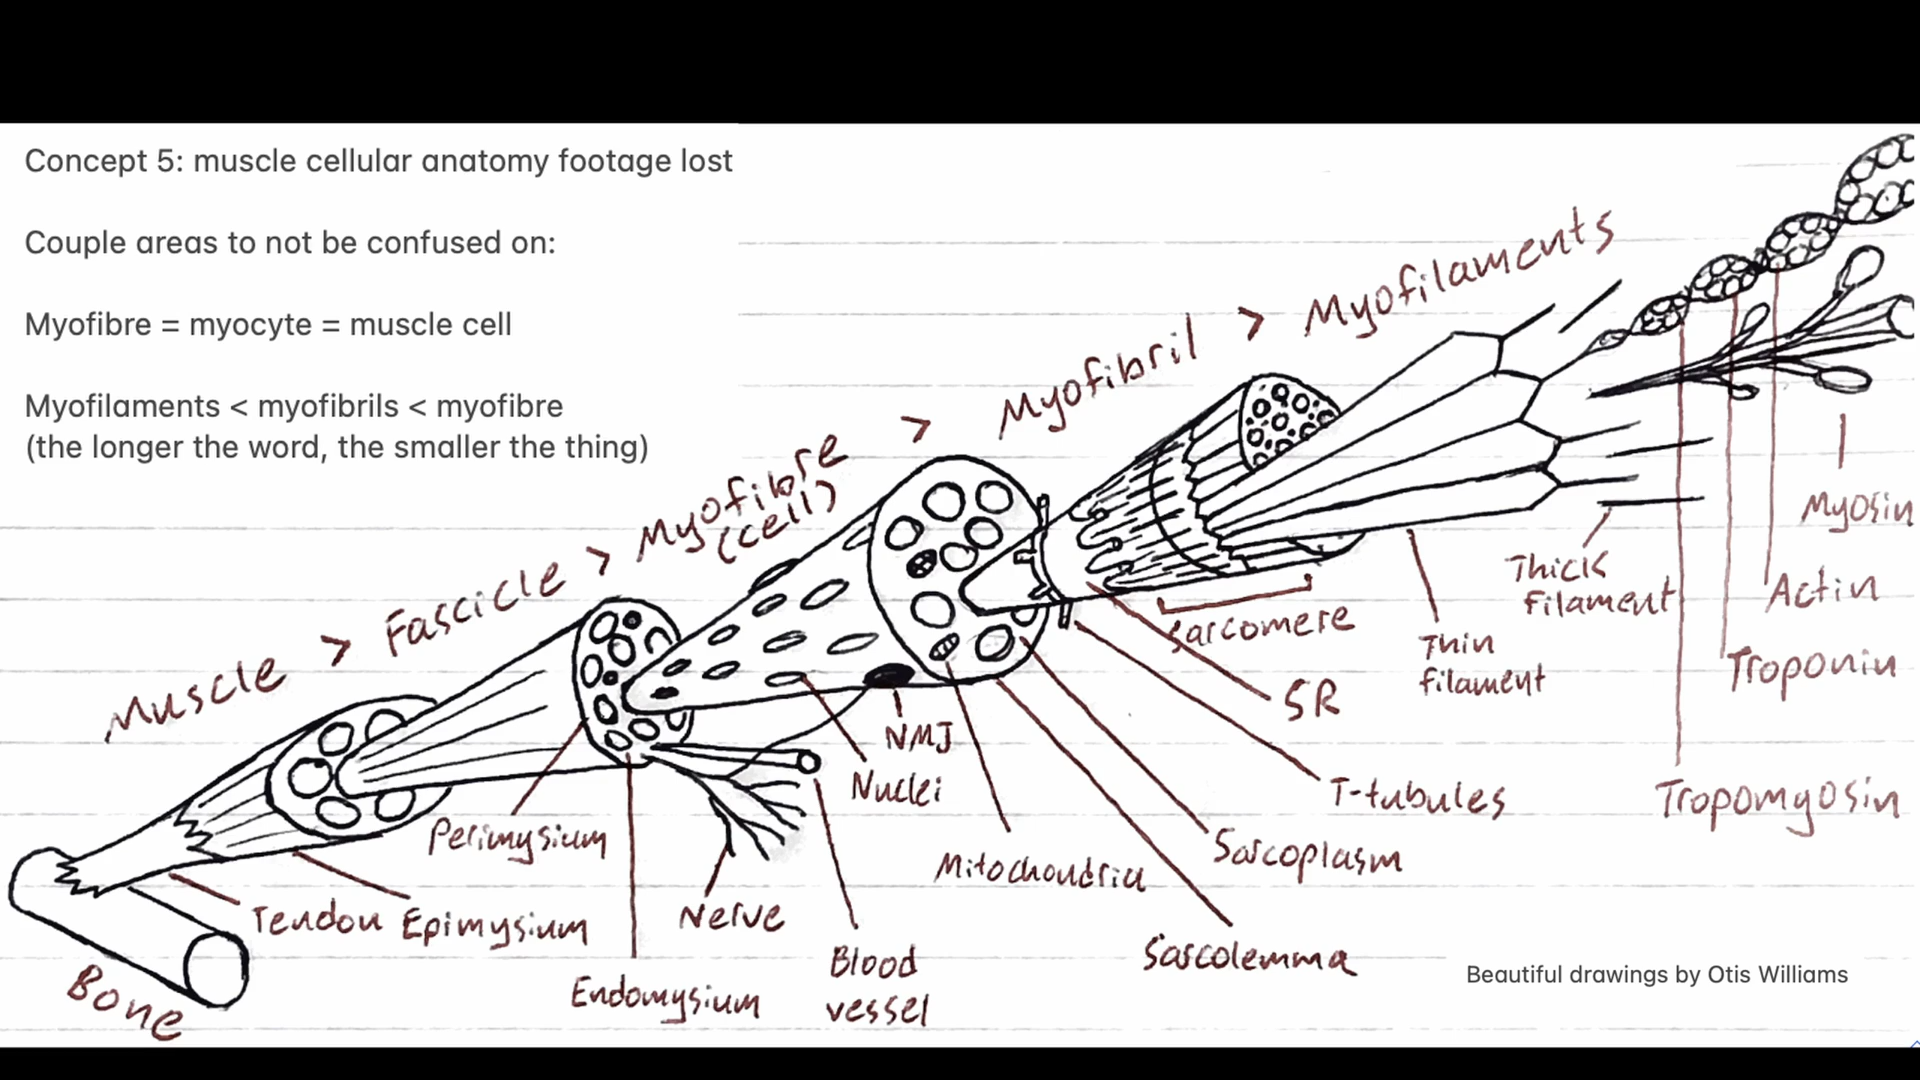 Concept 5: muscle cellular anatomy footage lost
Couple areas to not be confused on:
Myofibre = myocyte = muscle cell
Myofilaments < myofibrils < myofibre
(the longer the word, the smaller the thing)
Muscle > Fascicle > Myofibre > Myofibril > Myofilaments
(cell)
Myosin
Thick
filament
Actin
Sarcomere
Thin
filament
Troponin
SR
NMJ
Nuclei
T-tubules
Tropomyosin
Perimysium
Sarcoplasm
Mitochondria
Tendon
Epimysium
Nerve
Blood
vessel
Sarcolemma
Endomysium
Bone
Beautiful drawings by Otis Williams